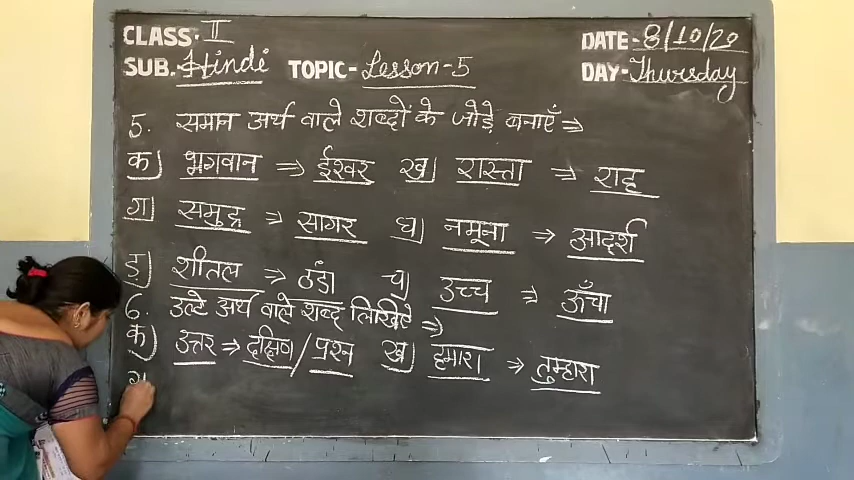 CLASS- II DATE- 8/10/20
SUB. Hindi TOPIC- Lesson-5 DAY- Thursday
5. समान अर्थ वाले शब्दों के जोड़े बनाएँ ⇒
क) भगवान ⇒ ईश्वर ख) रास्ता ⇒ राह
ग) समुद्र ⇒ सागर घ) नमूना ⇒ आदर्श
ङ) शीतल ⇒ ठंडा च) उच्च ⇒ ऊँचा
6. उल्टे अर्थ वाले शब्द लिखिए ⇒
क) उत्तर ⇒ दक्षिण / प्रश्न ख) हमारा ⇒ तुम्हारा
ग)